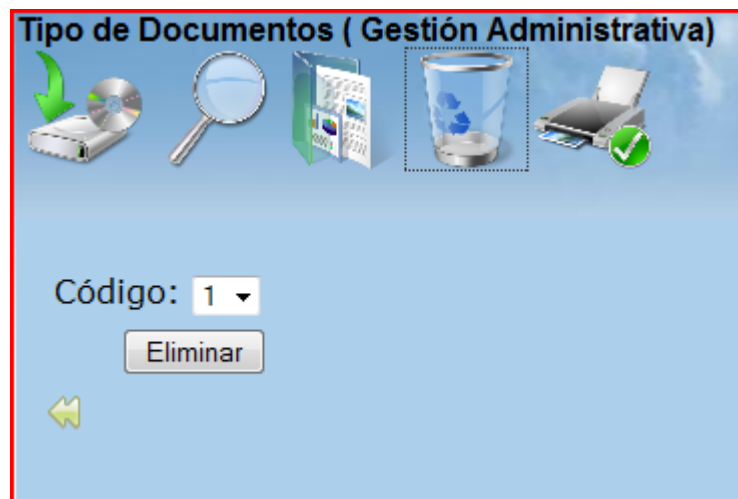 Tipo de Documentos ( Gestión Administrativa)
Código: 1
Eliminar